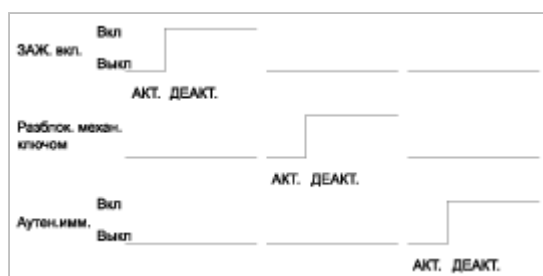 Вкл
ЗАЖ. вкл.
Выкл
АКТ. ДЕАКТ.
Разблок. механ.
ключом
АКТ. ДЕАКТ.
Вкл
Аутен.имм.
Выкл
АКТ. ДЕАКТ.